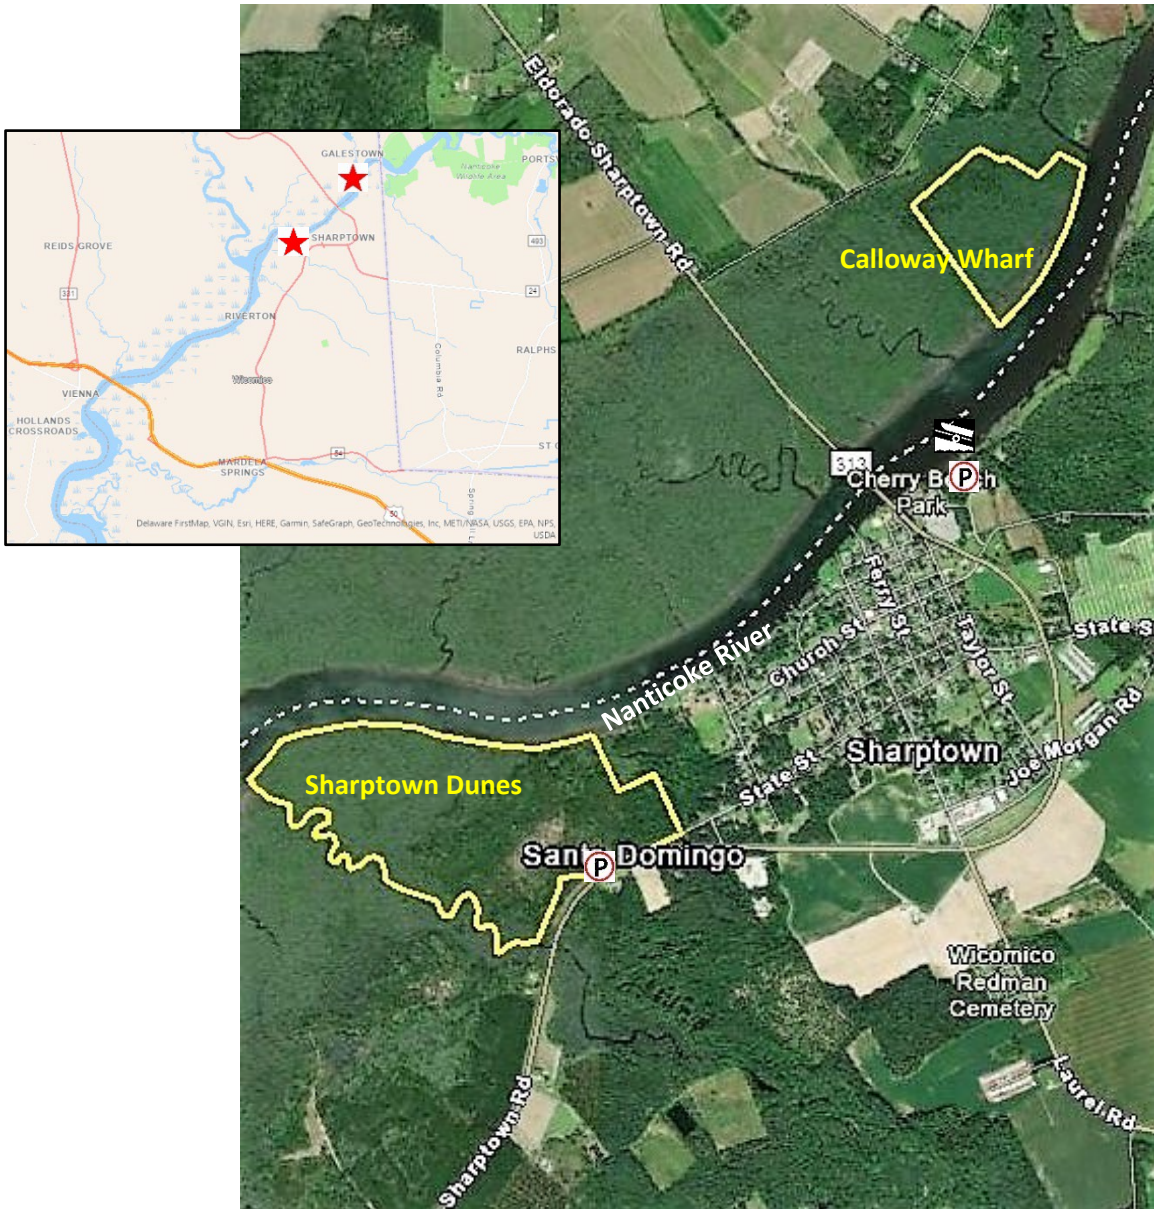 Eldorado Sharptown Rd
Calloway Wharf
313
Cherry Beach
Park
P
Ferry St
Church St
Taylor St
State S
Nanticoke River
Joe Morgan Rd
Sharptown
State St
Sharptown Dunes
Santo Domingo
P
Wicomico
Redman
Cemetery
Laurel Rd
Sharptown Rd
GALESTOWN
PORTSV
Nanticoke
Wildlife Area
REIDS GROVE
SHARPTOWN
493
331
24
RIVERTON
RALPHS
Columbia Rd
Wicomico
VIENNA
HOLLANDS
CROSSROADS
54
ST G
MARDELA
SPRINGS
50
Delaware FirstMap, VGIN, Esri, HERE, Garmin, SafeGraph, GeoTechnologies, Inc, METI/NASA, USGS, EPA, NPS,
USDA